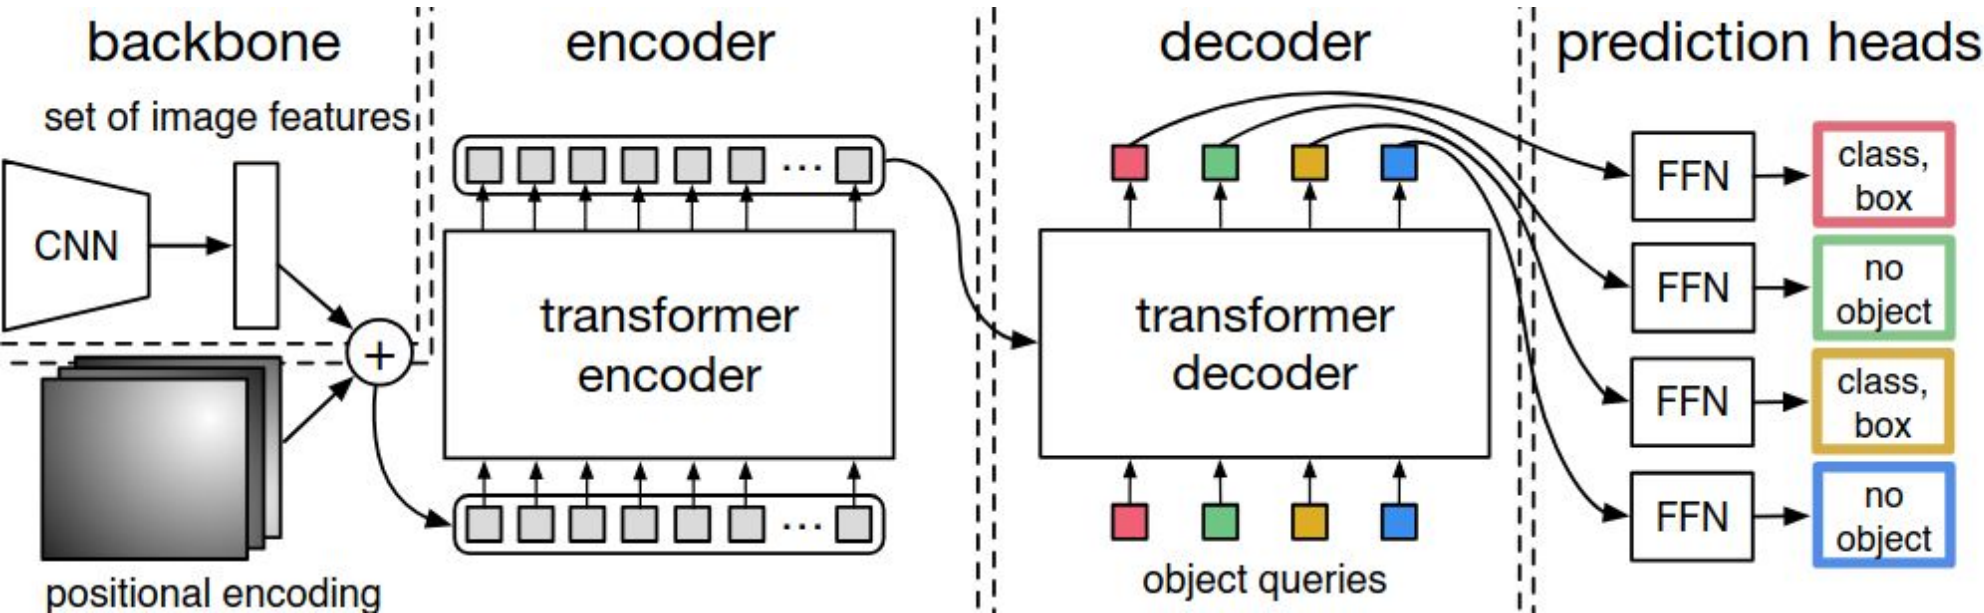 backbone
set of image features
CNN
+
positional encoding
encoder
...
transformer
encoder
...
decoder
transformer
decoder
object queries
prediction heads
FFN
class,
box
FFN
no
object
FFN
class,
box
FFN
no
object